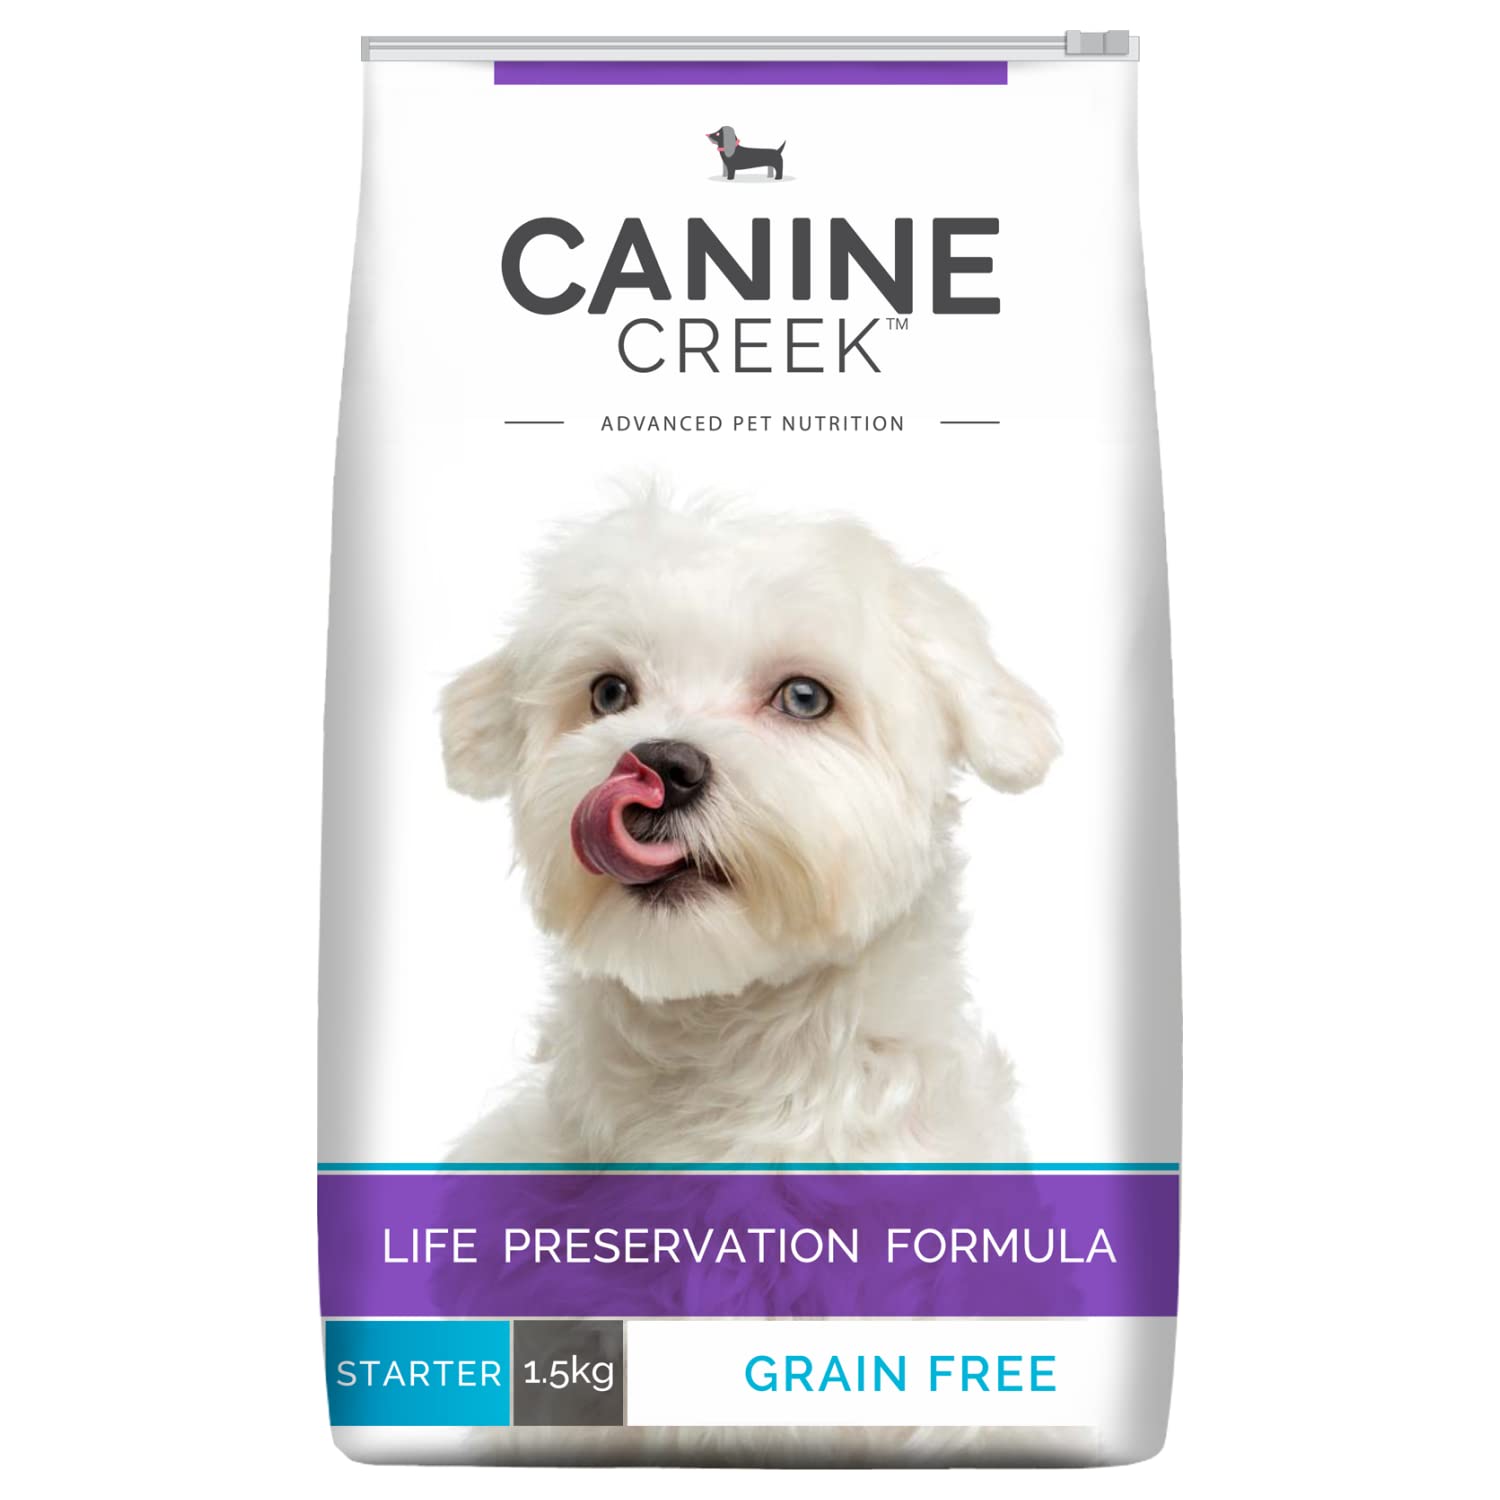 CANINE
CREEK™
ADVANCED PET NUTRITION
LIFE PRESERVATION FORMULA
STARTER 1.5kg GRAIN FREE